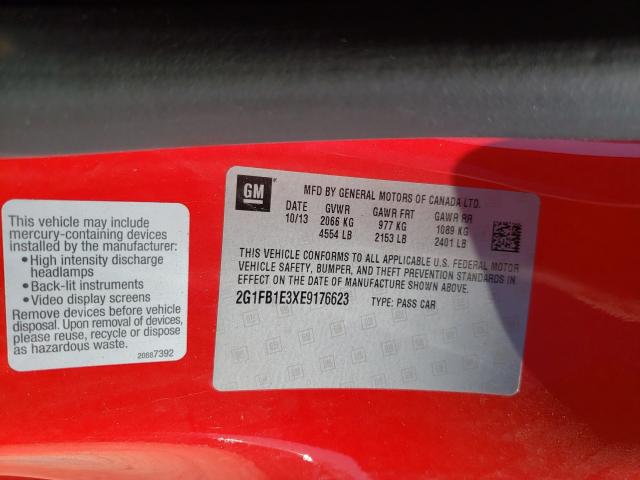 This vehicle may include
mercury-containing devices
installed by the manufacturer:
• High intensity discharge
headlamps
• Back-lit instruments
• Video display screens
Remove devices before vehicle
disposal. Upon removal of devices,
please reuse, recycle or dispose
as hazardous waste.
20887392
GM
MFD BY GENERAL MOTORS OF CANADA LTD.
DATE GVWR GAWR FRT GAWR RR
10/13 2066 KG 977 KG 1089 KG
4554 LB 2153 LB 2401 LB
THIS VEHICLE CONFORMS TO ALL APPLICABLE U.S. FEDERAL MOTOR
VEHICLE SAFETY, BUMPER, AND THEFT PREVENTION STANDARDS IN
EFFECT ON THE DATE OF MANUFACTURE SHOWN ABOVE.
2G1FB1E3XE9176623 TYPE: PASS CAR